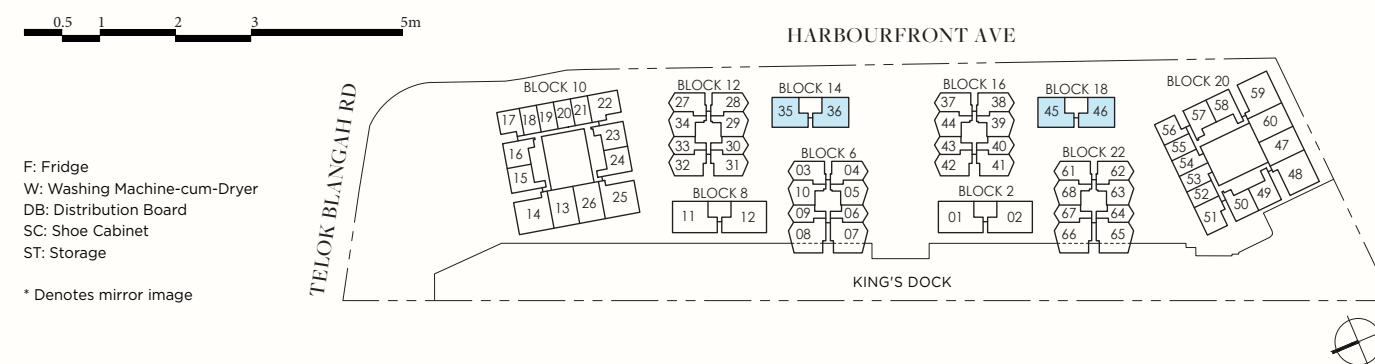 0.5 1 2 3 5m
HARBOURFRONT AVE
TELOK BLANGAH RD
F: Fridge
W: Washing Machine-cum-Dryer
DB: Distribution Board
SC: Shoe Cabinet
ST: Storage
* Denotes mirror image
BLOCK 10
17 18 19 20 21 22
16 23
15 24
14 13 26 25
BLOCK 12
27 28
34 29
33 30
32 31
BLOCK 14
35 36
BLOCK 8
11 12
BLOCK 6
03 04
10 05
09 06
08 07
BLOCK 16
37 38
44 39
43 40
42 41
BLOCK 18
45 46
BLOCK 2
01 02
BLOCK 22
61 62
68 63
67 64
66 65
BLOCK 20
59
58
57 60
56
55 47
54
53 48
52 49
51 50
KING'S DOCK